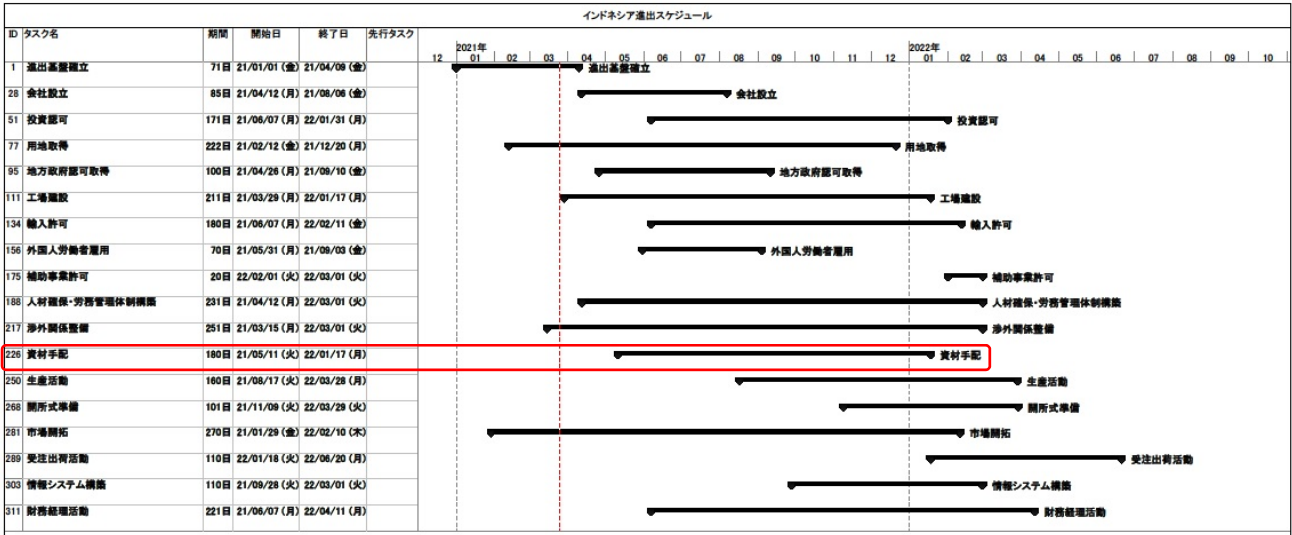 インドネシア進出スケジュール
ID タスク名 期間 開始日 終了日 先行タスク
2021年 2022年
12 01 02 03 04 05 06 07 08 09 10 11 12 01 02 03 04 05 06 07 08 09 10
1 進出基盤確立 71日 21/01/01 (金) 21/04/09 (金) 進出基盤確立
28 会社設立 85日 21/04/12 (月) 21/08/06 (金) 会社設立
51 投資認可 171日 21/06/07 (月) 22/01/31 (月) 投資認可
77 用地取得 222日 21/02/12 (金) 21/12/20 (月) 用地取得
95 地方政府認可取得 100日 21/04/26 (月) 21/09/10 (金) 地方政府認可取得
111 工場建設 211日 21/03/29 (月) 22/01/17 (月) 工場建設
134 輸入許可 180日 21/06/07 (月) 22/02/11 (金) 輸入許可
156 外国人労働者雇用 70日 21/05/31 (月) 21/09/03 (金) 外国人労働者雇用
175 補助事業許可 20日 22/02/01 (火) 22/03/01 (火) 補助事業許可
188 人材確保・労務管理体制構築 231日 21/04/12 (月) 22/03/01 (火) 人材確保・労務管理体制構築
217 渉外関係整備 251日 21/03/15 (月) 22/03/01 (火) 渉外関係整備
226 資材手配 180日 21/05/11 (火) 22/01/17 (月) 資材手配
250 生産活動 160日 21/08/17 (火) 22/03/28 (月) 生産活動
268 開所式準備 101日 21/11/09 (火) 22/03/29 (火) 開所式準備
281 市場開拓 270日 21/01/29 (金) 22/02/10 (木) 市場開拓
289 受注出荷活動 110日 22/01/18 (火) 22/06/20 (月) 受注出荷活動
303 情報システム構築 110日 21/09/28 (火) 22/03/01 (火) 情報システム構築
311 財務経理活動 221日 21/06/07 (月) 22/04/11 (月) 財務経理活動